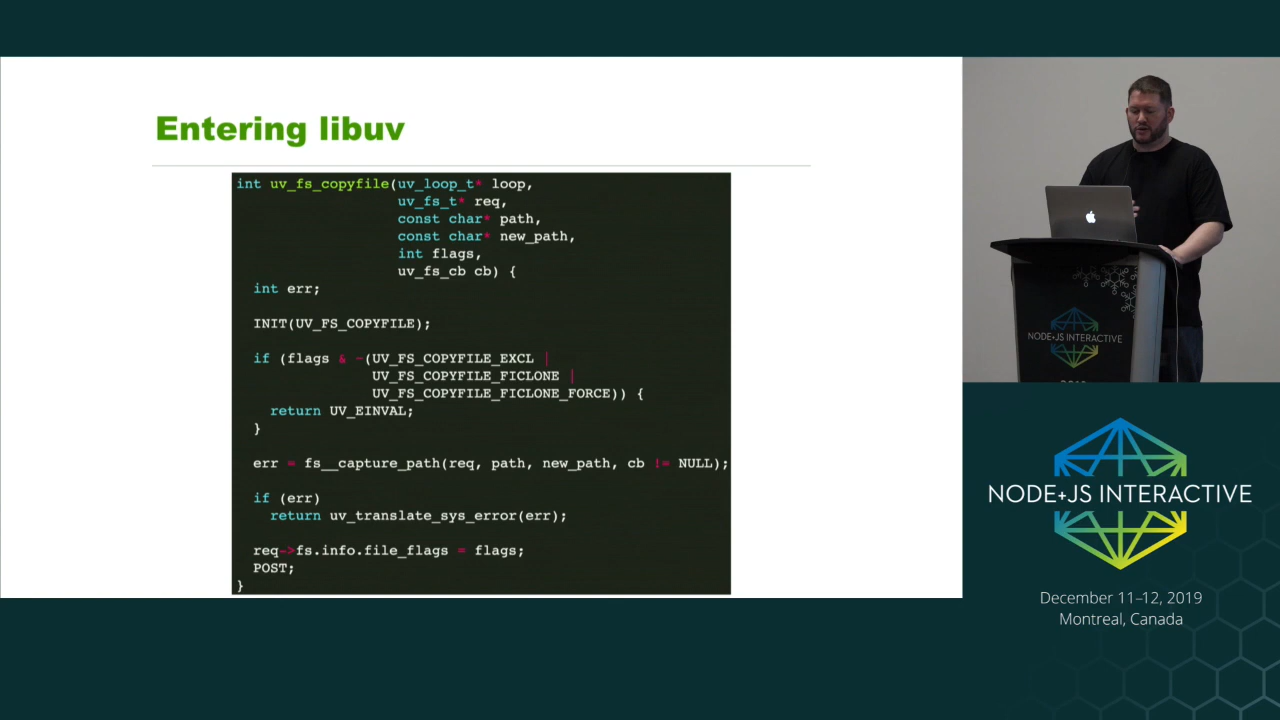 Entering libuv
int uv_fs_copyfile(uv_loop_t* loop,
uv_fs_t* req,
const char* path,
const char* new_path,
int flags,
uv_fs_cb cb) {
int err;
INIT(UV_FS_COPYFILE);
if (flags & ~(UV_FS_COPYFILE_EXCL |
UV_FS_COPYFILE_FICLONE |
UV_FS_COPYFILE_FICLONE_FORCE)) {
return UV_EINVAL;
}
err = fs__capture_path(req, path, new_path, cb != NULL);
if (err)
return uv_translate_sys_error(err);
req->fs.info.file_flags = flags;
POST;
}
NODE+JS INTERACTIVE
NODE+JS INTERACTIVE
December 11–12, 2019
Montreal, Canada